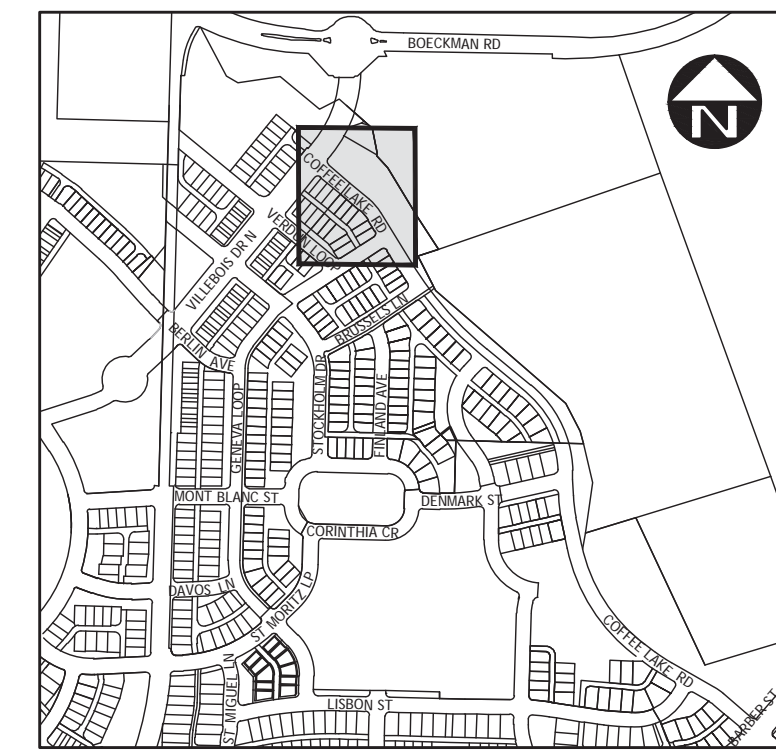 BOECKMAN RD
N
COFFEE LAKE RD
VERDUN LOOP
VILLEBOIS DR N
BRUSSELS LN
BERLIN AVE
STOCKHOLM DR
FINLAND AVE
GENEVA LOOP
MONT BLANC ST
DENMARK ST
CORINTHIA CR
DAVOS LN
ST MORITZ LP
COFFEE LAKE RD
ST MIGUEL LN
LISBON ST
BARBER ST